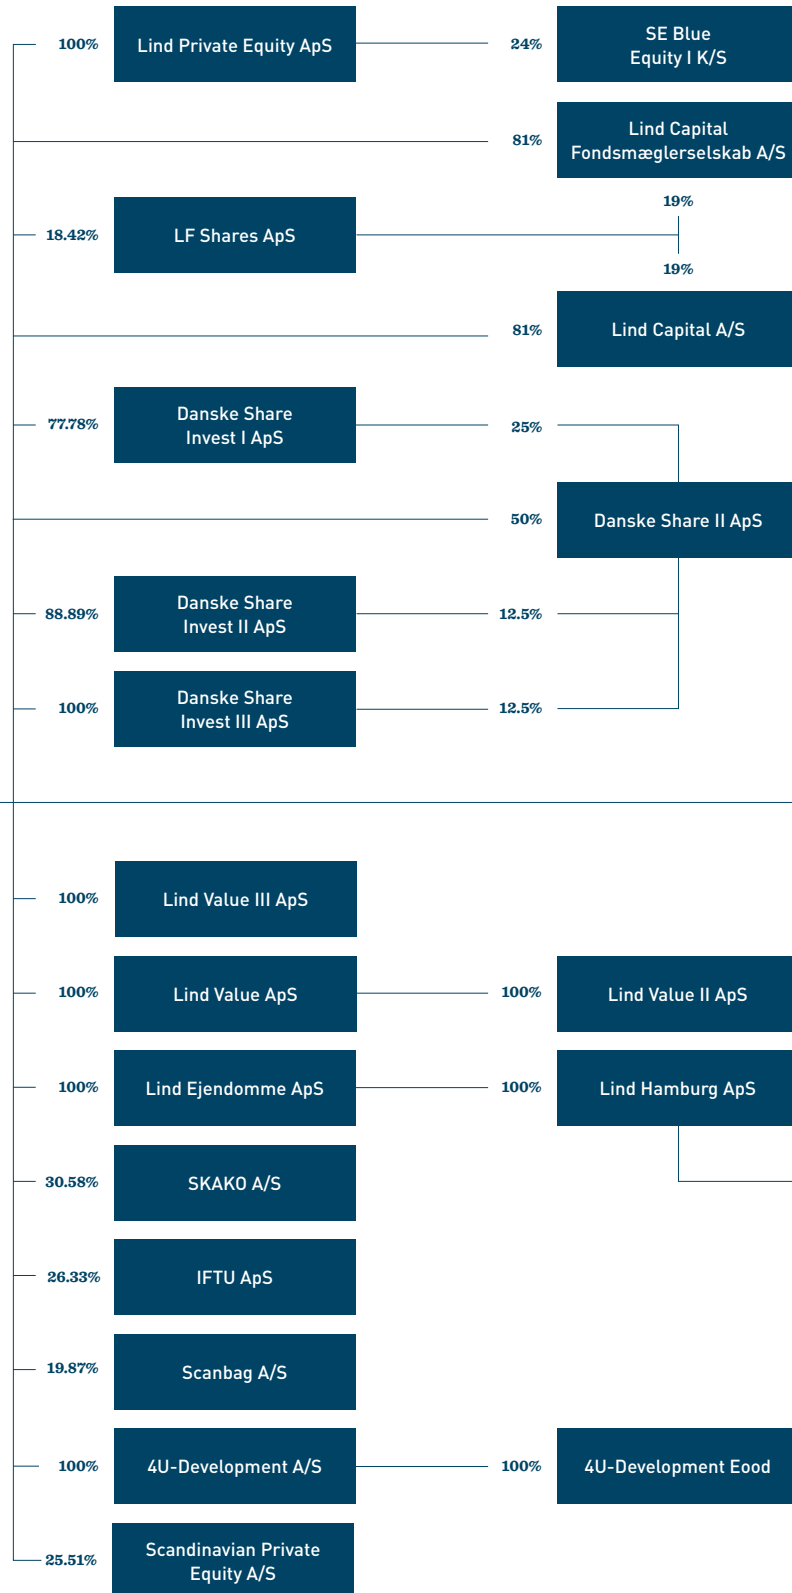 100%
Lind Private Equity ApS
24%
SE Blue
Equity I K/S
81%
Lind Capital
Fondsmæglerselskab A/S
19%
18.42%
LF Shares ApS
19%
81%
Lind Capital A/S
77.78%
Danske Share
Invest I ApS
25%
50%
Danske Share II ApS
88.89%
Danske Share
Invest II ApS
12.5%
100%
Danske Share
Invest III ApS
12.5%
100%
Lind Value III ApS
100%
Lind Value ApS
100%
Lind Value II ApS
100%
Lind Ejendomme ApS
100%
Lind Hamburg ApS
30.58%
SKAKO A/S
26.33%
IFTU ApS
19.87%
Scanbag A/S
100%
4U-Development A/S
100%
4U-Development Eood
25.51%
Scandinavian Private
Equity A/S